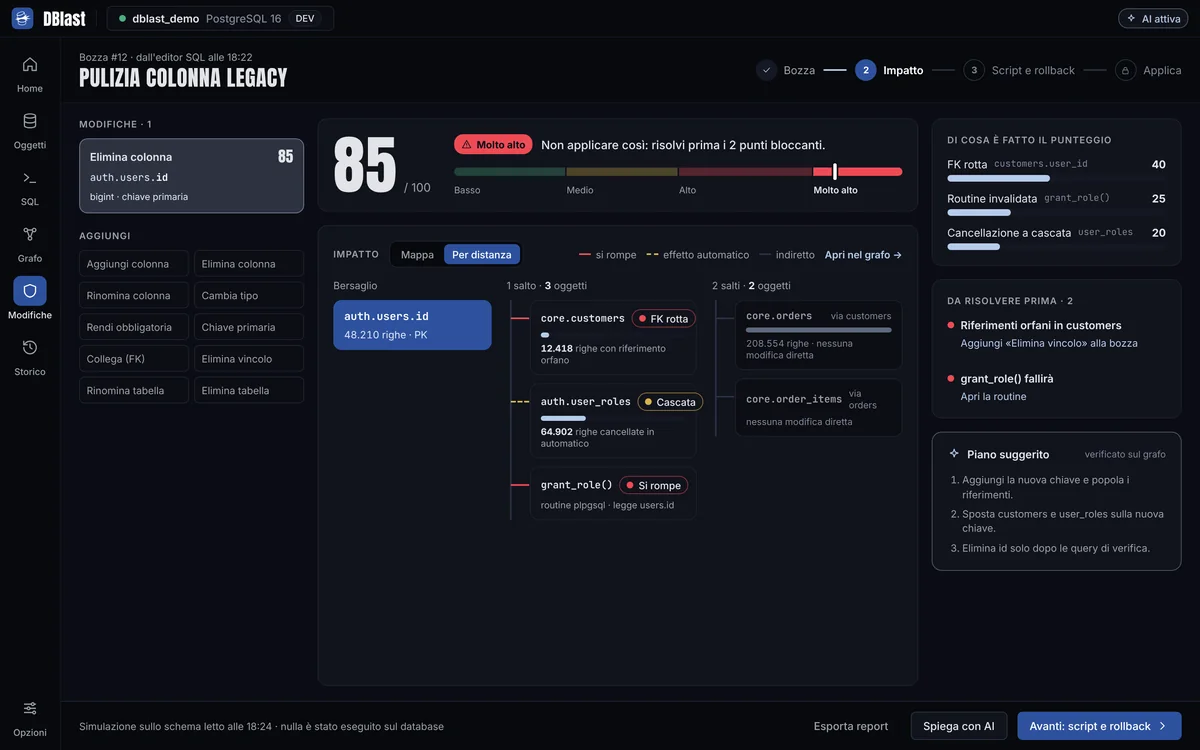 DBlast
dblast_demo PostgreSQL 16 DEV
AI attiva
Home
Oggetti
SQL
Grafo
Modifiche
Storico
Opzioni
Bozza #12 · dall'editor SQL alle 18:22
PULIZIA COLONNA LEGACY
Bozza
2 Impatto
3 Script e rollback
Applica
MODIFICHE · 1
Elimina colonna 85
auth.users.id
bigint · chiave primaria
AGGIUNGI
Aggiungi colonna
Elimina colonna
Rinomina colonna
Cambia tipo
Rendi obbligatoria
Chiave primaria
Collega (FK)
Elimina vincolo
Rinomina tabella
Elimina tabella
85 / 100
Molto alto Non applicare così: risolvi prima i 2 punti bloccanti.
Basso Medio Alto Molto alto
IMPATTO Mappa Per distanza
si rompe effetto automatico indiretto Apri nel grafo →
Bersaglio
auth.users.id
48.210 righe · PK
1 salto · 3 oggetti
core.customers FK rotta
12.418 righe con riferimento
orfano
auth.user_roles Cascata
64.902 righe cancellate in
automatico
grant_role() Si rompe
routine plpgsql · legge users.id
2 salti · 2 oggetti
core.orders via customers
208.554 righe · nessuna
modifica diretta
core.order_items via
orders
nessuna modifica diretta
DI COSA È FATTO IL PUNTEGGIO
FK rotta customers.user_id 40
Routine invalidata grant_role() 25
Cancellazione a cascata user_roles 20
DA RISOLVERE PRIMA · 2
Riferimenti orfani in customers
Aggiungi «Elimina vincolo» alla bozza
grant_role() fallirà
Apri la routine
Piano suggerito verificato sul grafo
1. Aggiungi la nuova chiave e popola i
riferimenti.
2. Sposta customers e user_roles sulla nuova
chiave.
3. Elimina id solo dopo le query di verifica.
Simulazione sullo schema letto alle 18:24 · nulla è stato eseguito sul database
Esporta report
Spiega con AI
Avanti: script e rollback